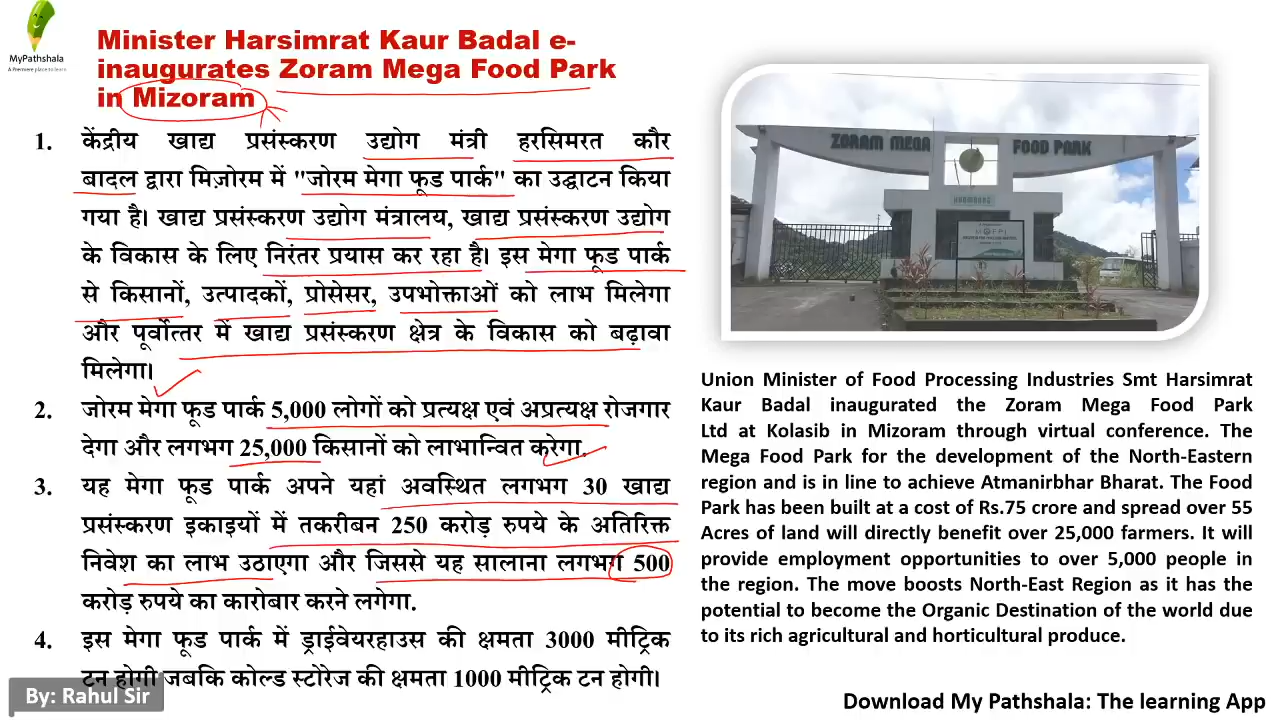 MyPathshala
A Premiere place to learn
Minister Harsimrat Kaur Badal e-
inaugurates Zoram Mega Food Park
in Mizoram
1. केंद्रीय खाद्य प्रसंस्करण उद्योग मंत्री हरसिमरत कौर
बादल द्वारा मिज़ोरम में "जोरम मेगा फूड पार्क" का उद्घाटन किया
गया है। खाद्य प्रसंस्करण उद्योग मंत्रालय, खाद्य प्रसंस्करण उद्योग
के विकास के लिए निरंतर प्रयास कर रहा है। इस मेगा फूड पार्क
से किसानों, उत्पादकों, प्रोसेसर, उपभोक्ताओं को लाभ मिलेगा
और पूर्वोत्तर में खाद्य प्रसंस्करण क्षेत्र के विकास को बढ़ावा
मिलेगा।
2. जोरम मेगा फूड पार्क 5,000 लोगों को प्रत्यक्ष एवं अप्रत्यक्ष रोजगार
देगा और लगभग 25,000 किसानों को लाभान्वित करेगा.
3. यह मेगा फूड पार्क अपने यहां अवस्थित लगभग 30 खाद्य
प्रसंस्करण इकाइयों में तकरीबन 250 करोड़ रुपये के अतिरिक्त
निवेश का लाभ उठाएगा और जिससे यह सालाना लगभग 500
करोड़ रुपये का कारोबार करने लगेगा.
4. इस मेगा फूड पार्क में ड्राईवेयरहाउस की क्षमता 3000 मीट्रिक
टन होगी जबकि कोल्ड स्टोरेज की क्षमता 1000 मीट्रिक टन होगी।
By: Rahul Sir
ZORAM MEGA FOOD PARK
Union Minister of Food Processing Industries Smt Harsimrat
Kaur Badal inaugurated the Zoram Mega Food Park
Ltd at Kolasib in Mizoram through virtual conference. The
Mega Food Park for the development of the North-Eastern
region and is in line to achieve Atmanirbhar Bharat. The Food
Park has been built at a cost of Rs.75 crore and spread over 55
Acres of land will directly benefit over 25,000 farmers. It will
provide employment opportunities to over 5,000 people in
the region. The move boosts North-East Region as it has the
potential to become the Organic Destination of the world due
to its rich agricultural and horticultural produce.
Download My Pathshala: The learning App